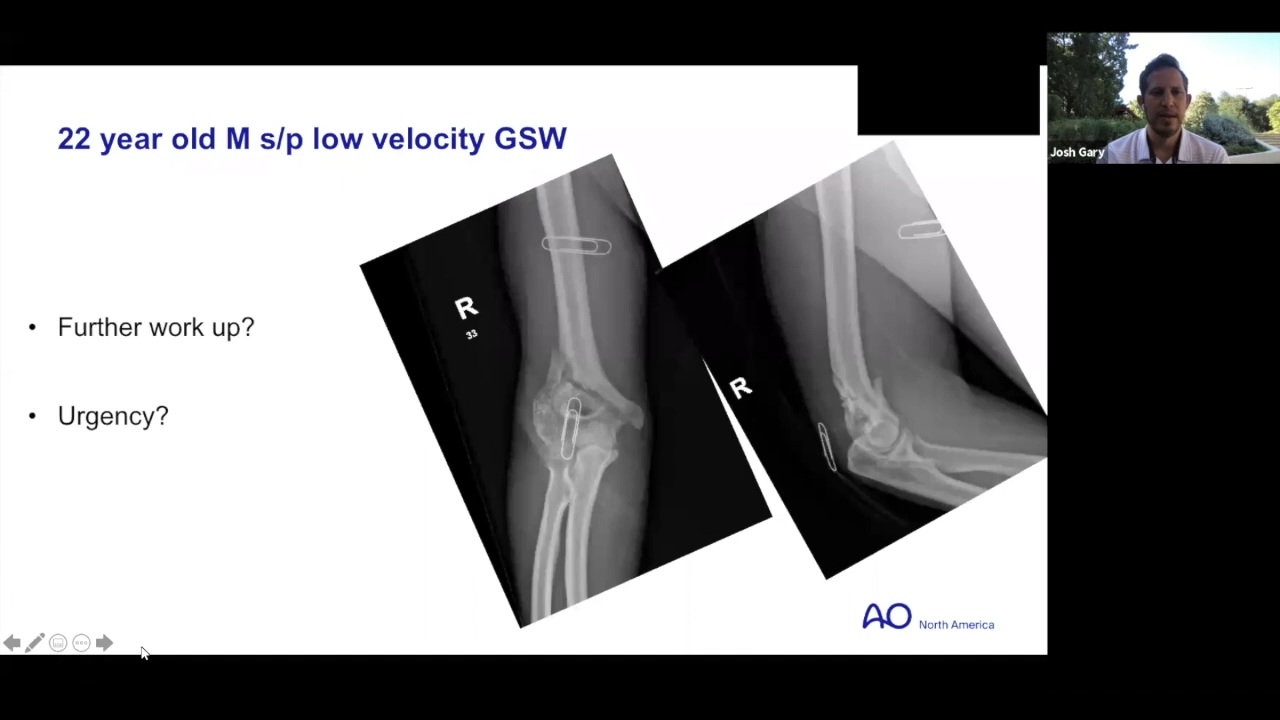 22 year old M s/p low velocity GSW
Josh Gary
R
33
R
• Further work up?
• Urgency?
AO North America